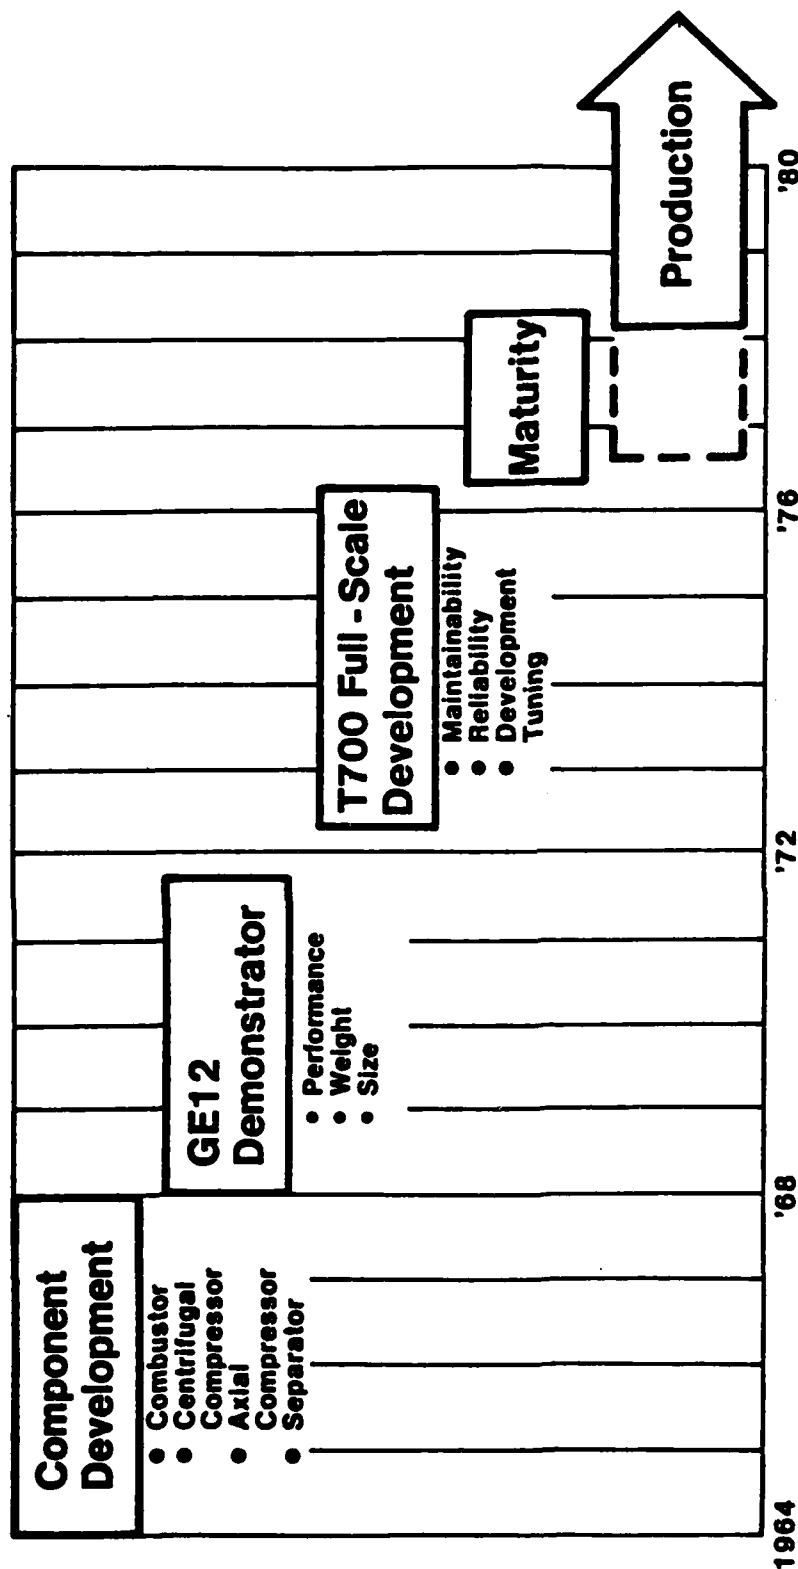 Component
Development
• Combustor
• Centrifugal
Compressor
• Axial
Compressor
• Separator
GE12
Demonstrator
• Performance
• Weight
• Size
T700 Full-Scale
Development
• Maintainability
• Reliability
• Development
Tuning
Maturity
Production
1964
'68
'72
'76
'80